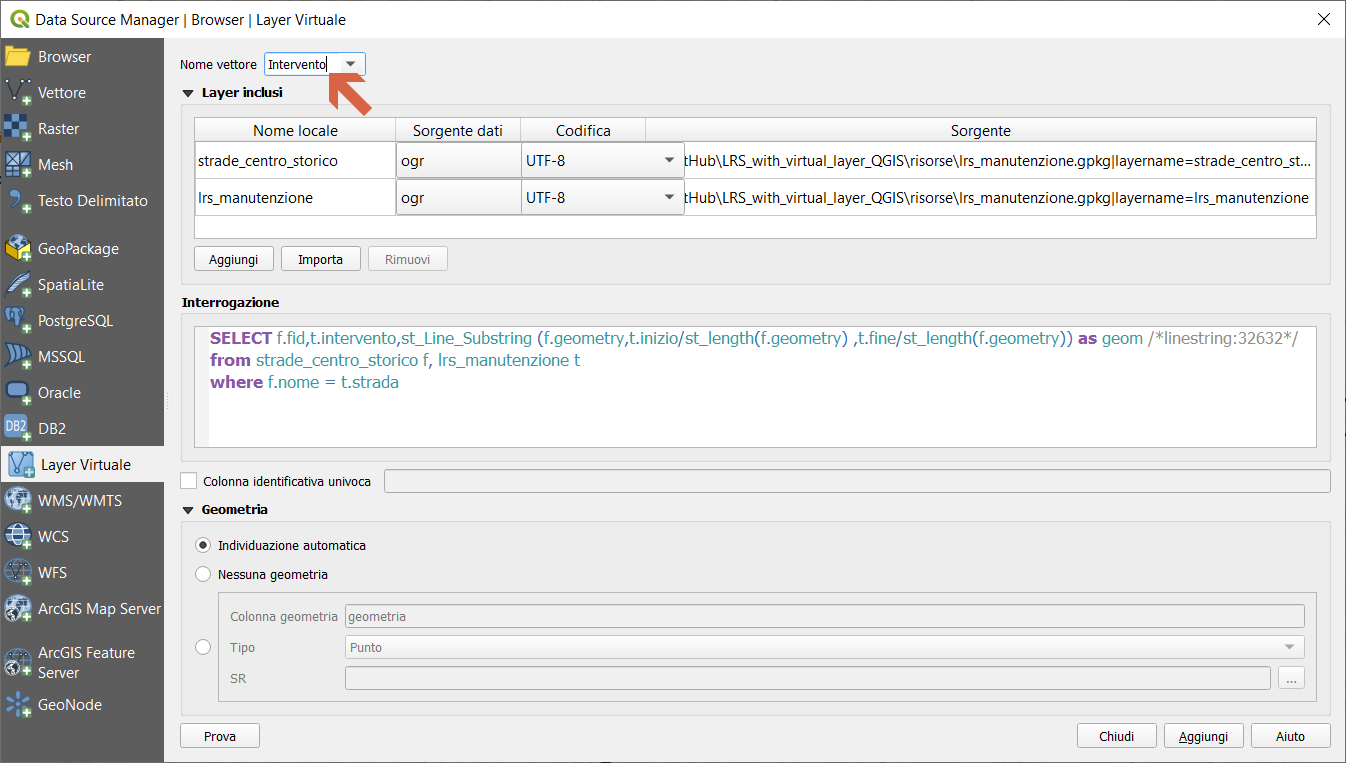 Data Source Manager | Browser | Layer Virtuale
Browser
Vettore
Raster
Mesh
Testo Delimitato
GeoPackage
SpatiaLite
PostgreSQL
MSSQL
Oracle
DB2
DB2
Layer Virtuale
WMS/WMTS
WCS
WFS
ArcGIS Map Server
ArcGIS Feature
Server
GeoNode
Nome vettore Intervento
Layer inclusi
Nome locale Sorgente dati Codifica Sorgente
strade_centro_storico ogr UTF-8 tHub\LRS_with_virtual_layer_QGIS\risorse\lrs_manutenzione.gpkg|layername=strade_centro_st...
lrs_manutenzione ogr UTF-8 tHub\LRS_with_virtual_layer_QGIS\risorse\lrs_manutenzione.gpkg|layername=lrs_manutenzione
Aggiungi Importa Rimuovi
Interrogazione
SELECT f.fid,t.intervento,st_Line_Substring (f.geometry,t.inizio/st_length(f.geometry) ,t.fine/st_length(f.geometry)) as geom /*linestring:32632*/
from strade_centro_storico f, lrs_manutenzione t
where f.nome = t.strada
Colonna identificativa univoca
Geometria
Individuazione automatica
Nessuna geometria
Colonna geometria geometria
Tipo Punto
SR ...
Prova Chiudi Aggiungi Aiuto